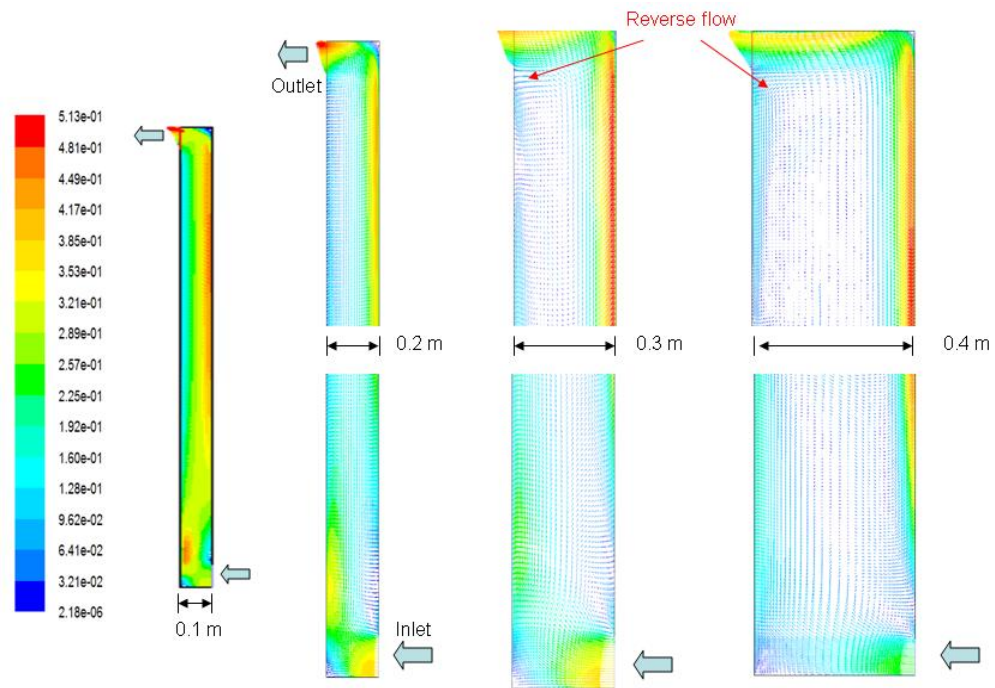 Reverse flow
Outlet
5.13e-01
4.81e-01
4.49e-01
4.17e-01
3.85e-01
3.53e-01
3.21e-01
2.89e-01
2.57e-01
2.25e-01
1.92e-01
1.60e-01
1.28e-01
9.62e-02
6.41e-02
3.21e-02
2.18e-06
0.2 m
0.3 m
0.4 m
0.1 m
Inlet